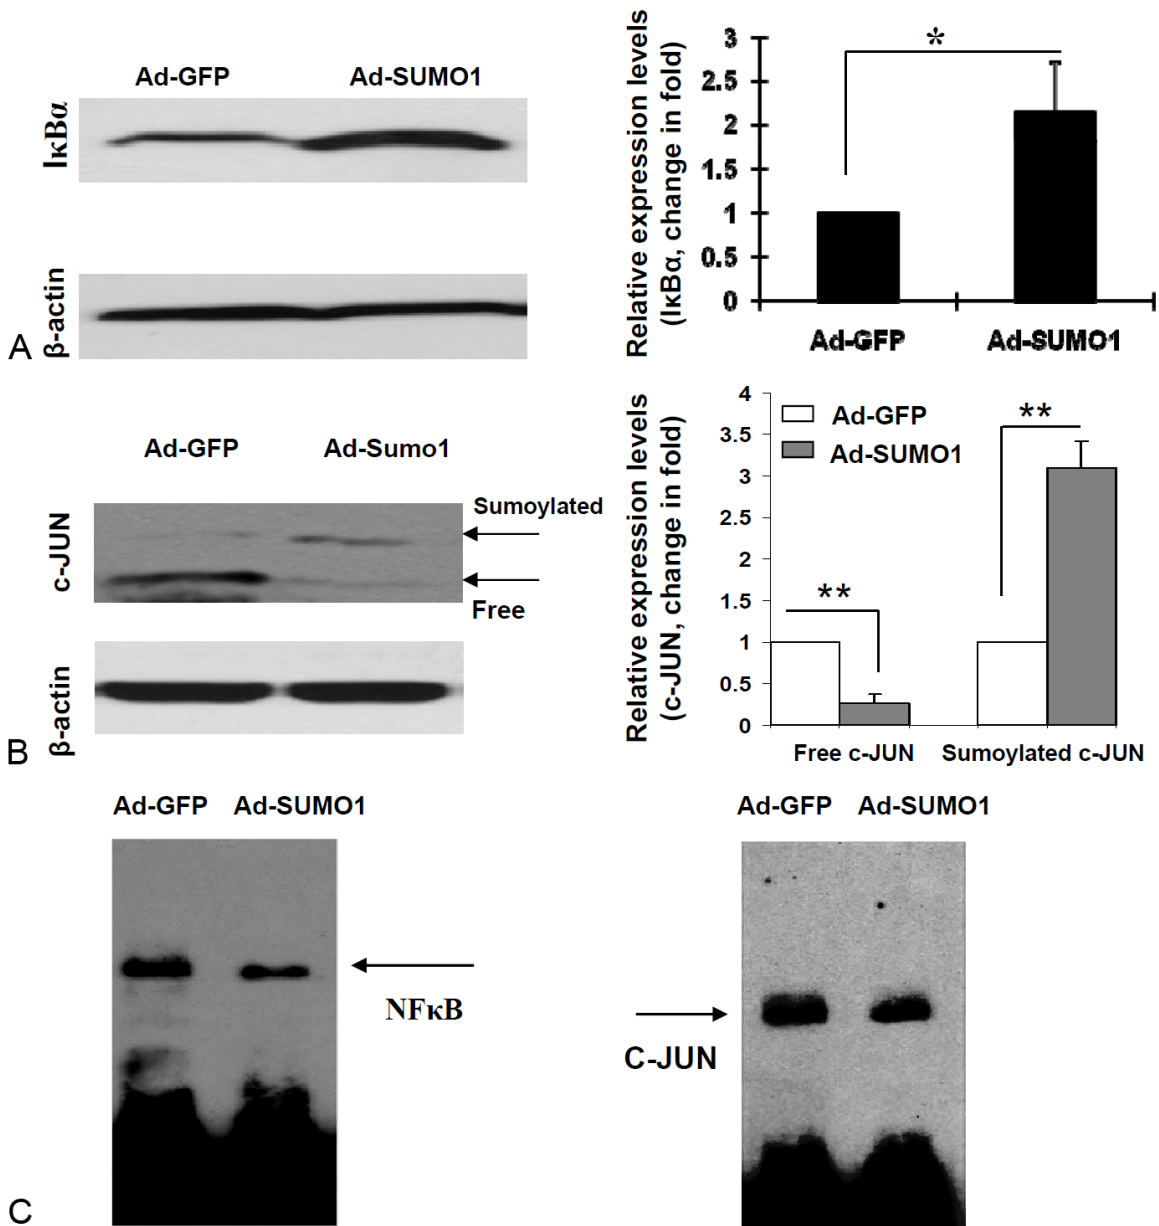 Ad-GFP
Ad-SUMO1
IκBα
β-actin
A
Relative expression levels
(IκBα, change in fold)
3
2.5
2
1.5
1
0.5
0
*
Ad-GFP
Ad-SUMO1
Ad-GFP
Ad-Sumo1
c-JUN
Sumoylated
Free
β-actin
B
Relative expression levels
(c-JUN, change in fold)
4
3.5
3
2.5
2
1.5
1
0.5
0
Ad-GFP
Ad-SUMO1
**
**
Free c-JUN
Sumoylated c-JUN
Ad-GFP
Ad-SUMO1
NFκB
Ad-GFP
Ad-SUMO1
C-JUN
C